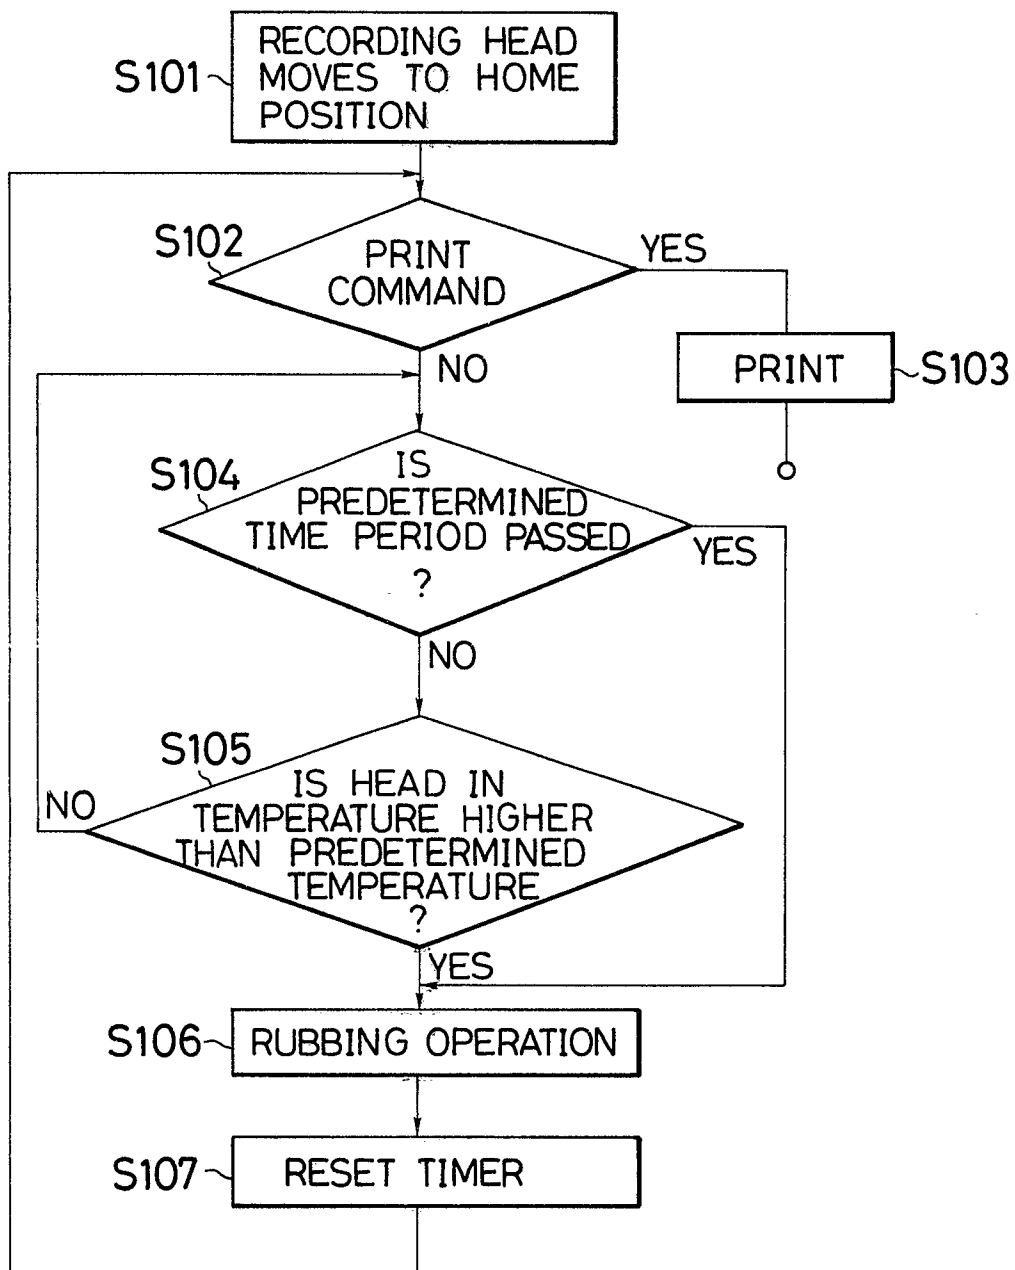 RECORDING HEAD
MOVES TO HOME
POSITION
S101
S102
PRINT
COMMAND
YES
NO
PRINT
S103
S104
IS
PREDETERMINED
TIME PERIOD PASSED
?
YES
NO
S105
IS HEAD IN
TEMPERATURE HIGHER
THAN PREDETERMINED
TEMPERATURE
?
NO
YES
S106
RUBBING OPERATION
S107
RESET TIMER